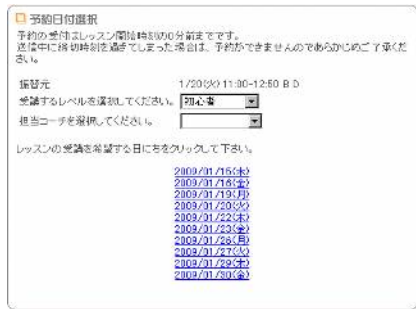 予約日付選択
予約の受付はレッスン開始時刻の0分前までです。
送信中に締切時刻を過ぎてしまった場合は、予約ができませんのであらかじめご了承ください。
振替元 1/20(火) 11:00-12:50 B D
受講するレベルを選択してください。 初心者
担当コーチを選択してください。
レッスンの受講を希望する日にちをクリックして下さい。
2009/01/15(木)
2009/01/16(金)
2009/01/19(月)
2009/01/20(火)
2009/01/22(木)
2009/01/23(金)
2009/01/26(月)
2009/01/27(火)
2009/01/29(木)
2009/01/30(金)